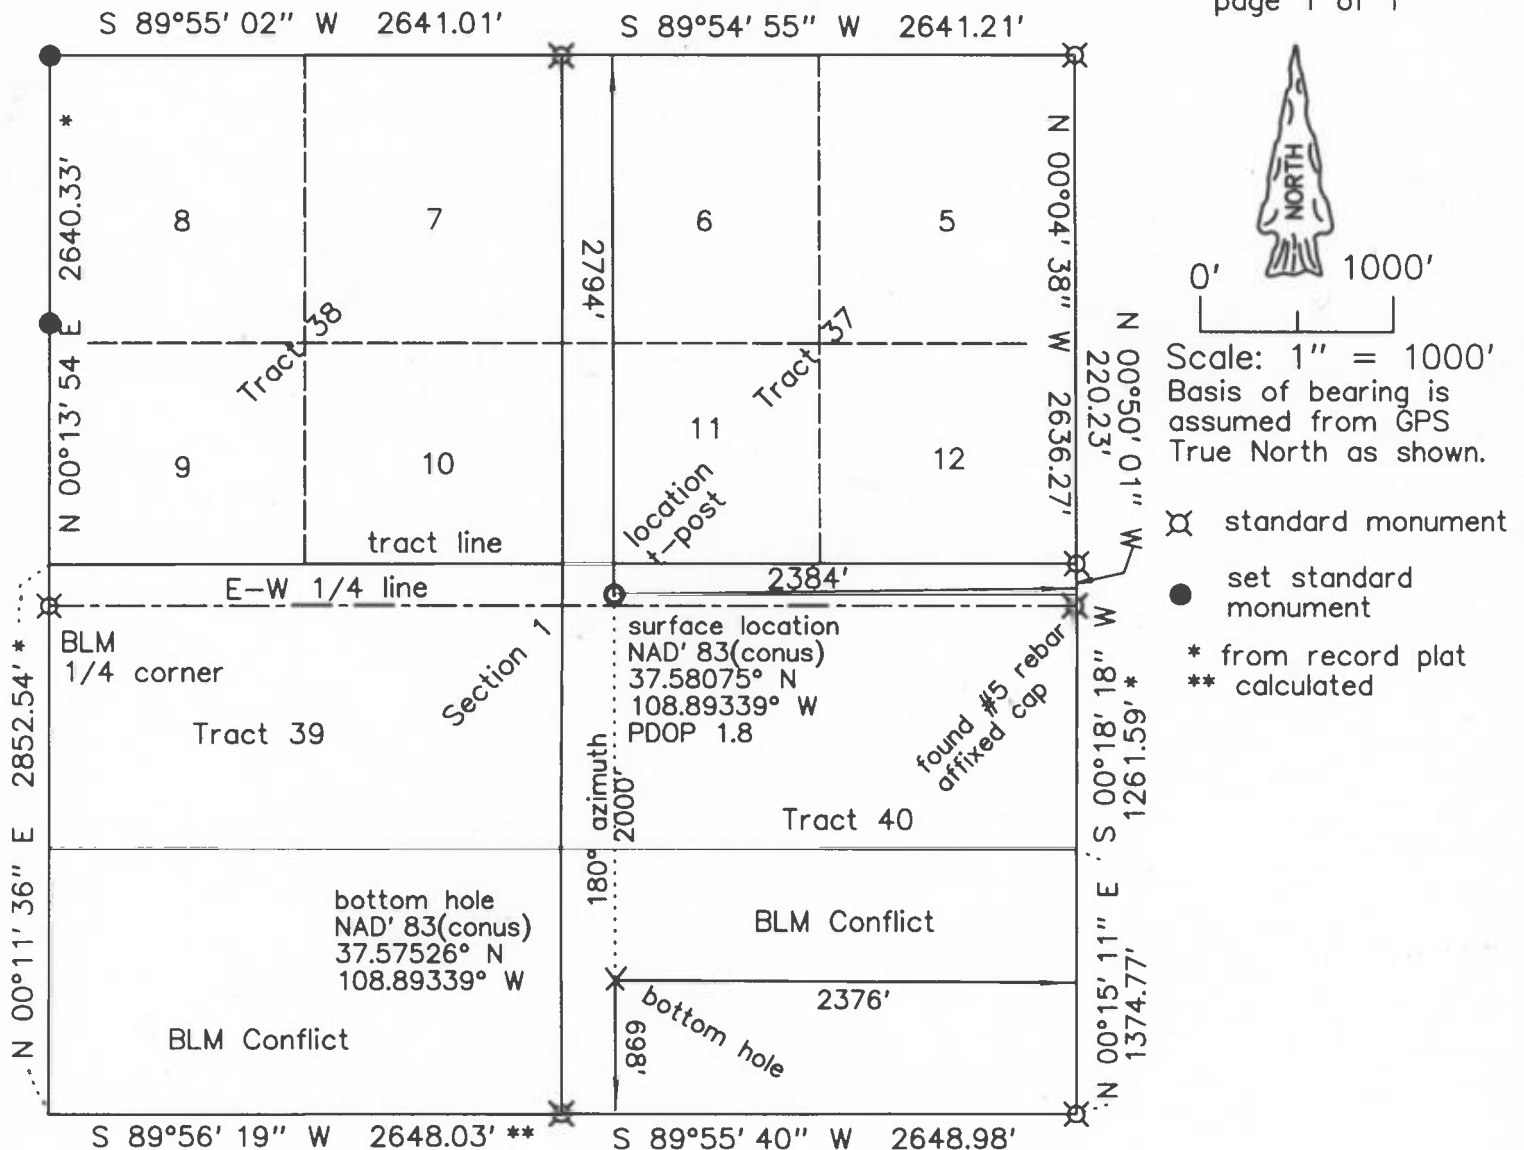 page 1 of 1
S 89°55' 02" W 2641.01'
S 89°54' 55" W 2641.21'
N 00°13' 54 E 2640.33' *
8
7
6
5
2794'
N 00°04' 38" W 2636.27'
NORTH
0' 1000'
Scale: 1" = 1000'
Basis of bearing is
assumed from GPS
True North as shown.
N 00°50' 01" W
220.23'
Tract 38
Tract 37
9
10
11
12
location
t-post
tract line
standard monument
set standard
monument
* from record plat
** calculated
E-W 1/4 line
2384'
BLM
1/4 corner
Section 1
surface location
NAD' 83(conus)
37.58075° N
108.89339° W
PDOP 1.8
found #5 rebar
affixed cap
N 00°11' 36" E 2852.54' *
S 00°18' 18" W
1261.59' *
Tract 39
180° azimuth
2000'
Tract 40
bottom hole
NAD' 83(conus)
37.57526° N
108.89339° W
BLM Conflict
2376'
bottom hole
868'
BLM Conflict
N 00°15' 11" E
1374.77'
S 89°56' 19" W 2648.03' **
S 89°55' 40" W 2648.98'